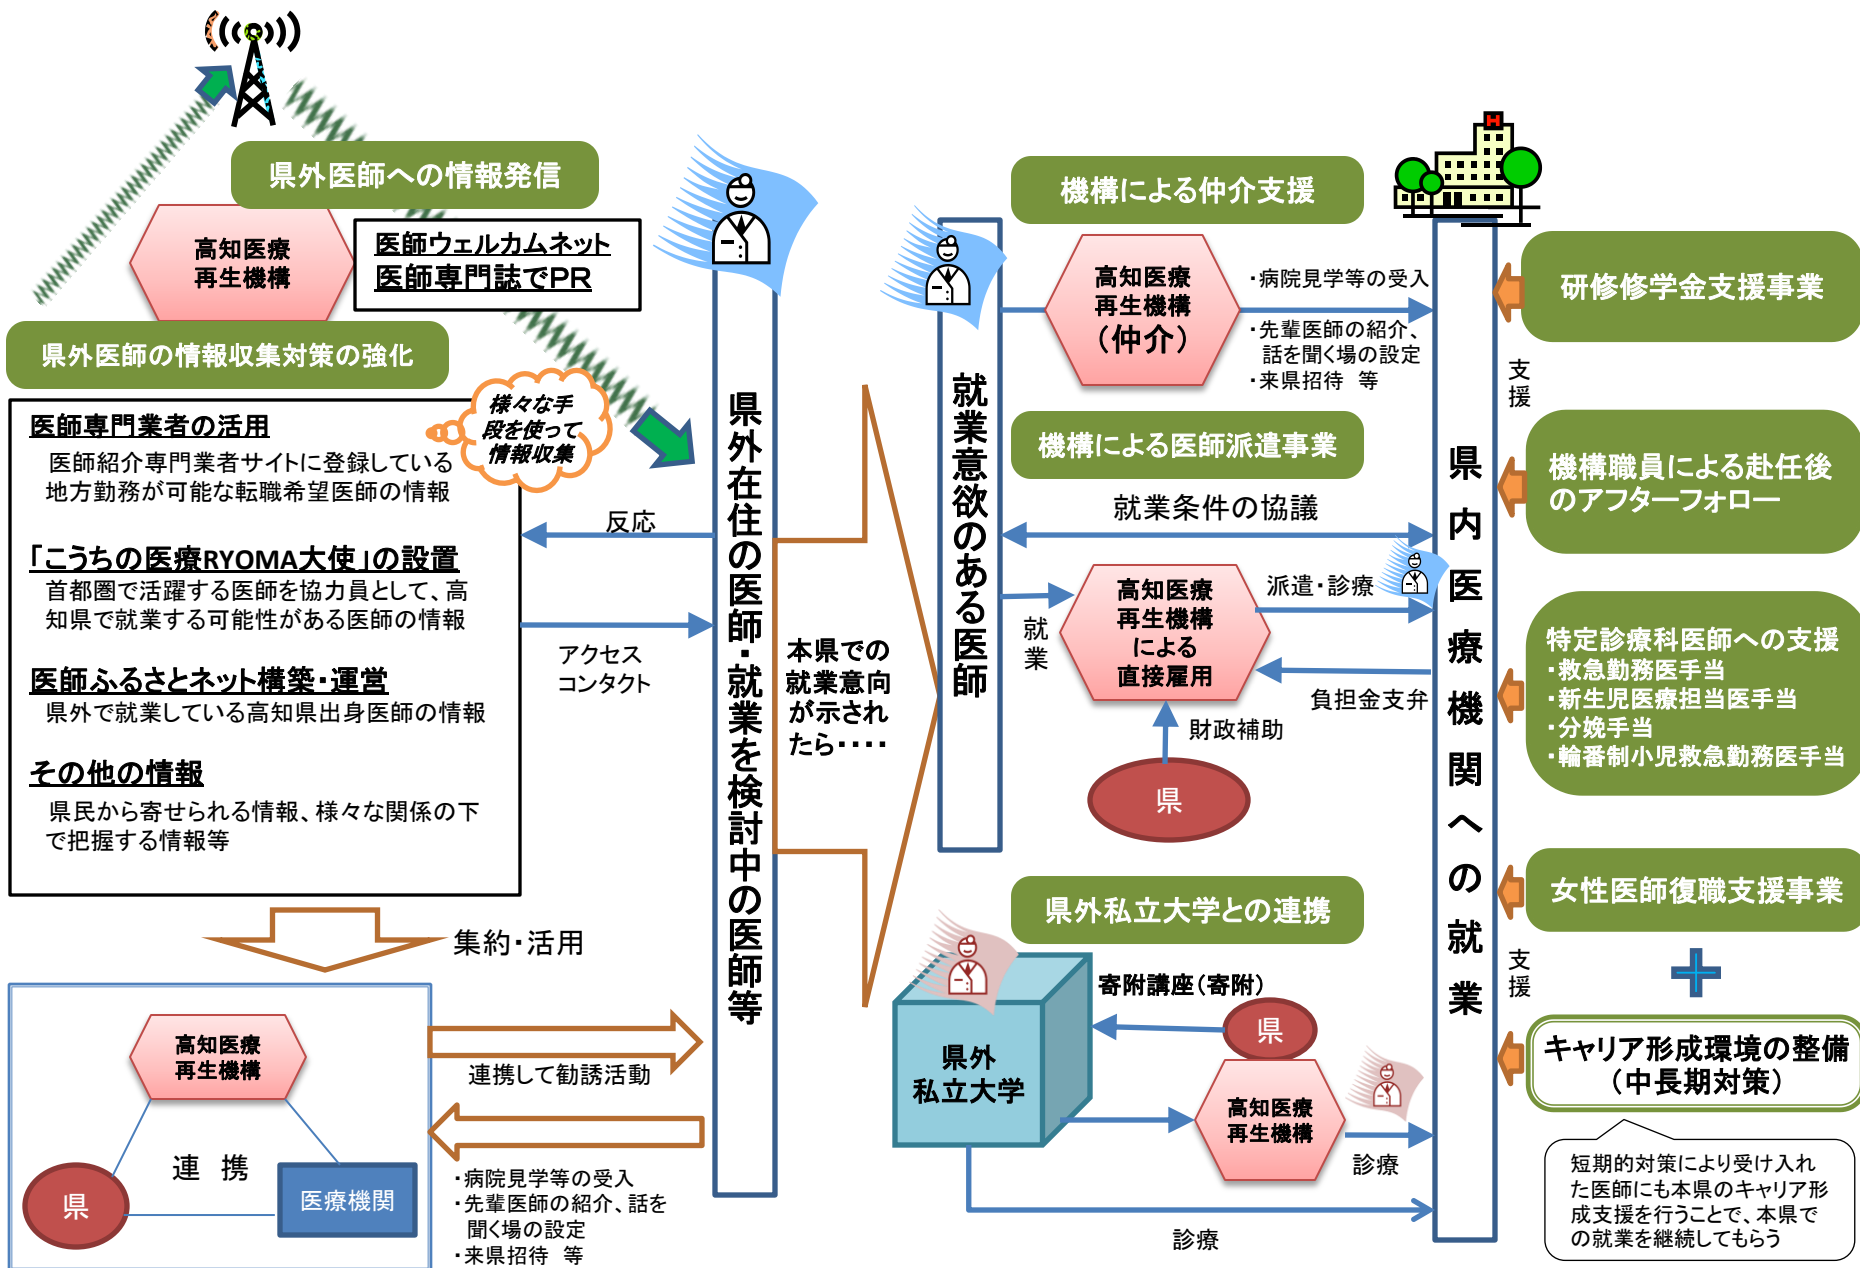 県外医師への情報発信
高知医療
再生機構
医師ウェルカムネット
医師専門誌でPR
県外医師の情報収集対策の強化
様々な手
段を使って
情報収集
医師専門業者の活用
医師紹介専門業者サイトに登録している
地方勤務が可能な転職希望医師の情報
「こうちの医療RYOMA大使」の設置
首都圏で活躍する医師を協力員として、高
知県で就業する可能性がある医師の情報
医師ふるさとネット構築・運営
県外で就業している高知県出身医師の情報
その他の情報
県民から寄せられる情報、様々な関係の下
で把握する情報等
集約・活用
高知医療
再生機構
連 携
県
医療機関
反応
アクセス
コンタクト
連携して勧誘活動
・病院見学等の受入
・先輩医師の紹介、話を
聞く場の設定
・来県招待 等
県外在住の医師・就業を検討中の医師等
本県での
就業意向
が示され
たら・・・・
就業意欲のある医師
機構による仲介支援
高知医療
再生機構
（仲介）
・病院見学等の受入
・先輩医師の紹介、
話を聞く場の設定
・来県招待 等
機構による医師派遣事業
就業条件の協議
就業
高知医療
再生機構
による
直接雇用
派遣・診療
負担金支弁
財政補助
県
県外私立大学との連携
寄附講座（寄附）
県
県外
私立大学
高知医療
再生機構
診療
診療
県内医療機関への就業
研修修学金支援事業
支援
機構職員による赴任後
のアフターフォロー
特定診療科医師への支援
・救急勤務医手当
・新生児医療担当医手当
・分娩手当
・輪番制小児救急勤務医手当
女性医師復職支援事業
支援
キャリア形成環境の整備
（中長期対策）
短期的対策により受け入れ
た医師にも本県のキャリア形
成支援を行うことで、本県で
の就業を継続してもらう
H